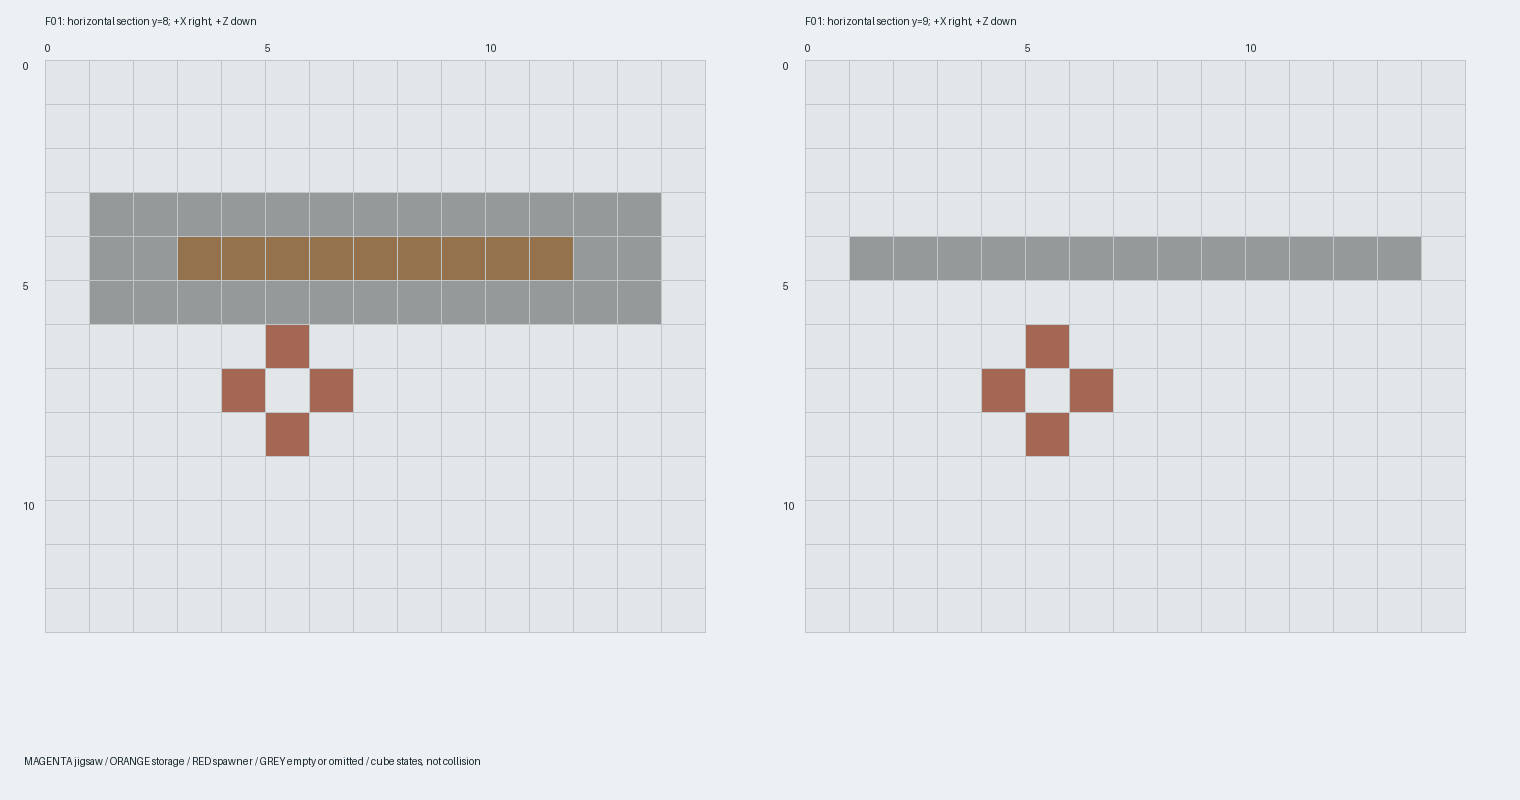 F01: horizontal section y=8; +X right, +Z down
F01: horizontal section y=9; +X right, +Z down
0 5 10
0 5 10
0
0
5
5
10
10
MAGENTA jigsaw / ORANGE storage / RED spawner / GREY empty or omitted / cube states, not collision